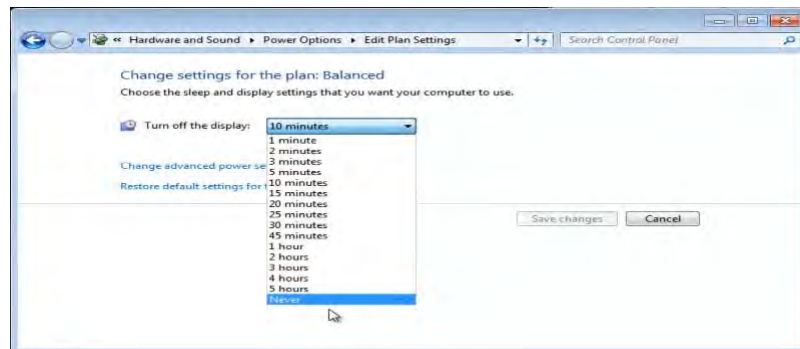 « Hardware and Sound ▸ Power Options ▸ Edit Plan Settings
Search Control Panel
Change settings for the plan: Balanced
Choose the sleep and display settings that you want your computer to use.
Turn off the display: 10 minutes
1 minute
2 minutes
3 minutes
5 minutes
10 minutes
15 minutes
20 minutes
25 minutes
30 minutes
45 minutes
1 hour
2 hours
3 hours
4 hours
5 hours
Never
Change advanced power se
Restore default settings for
Save changes Cancel